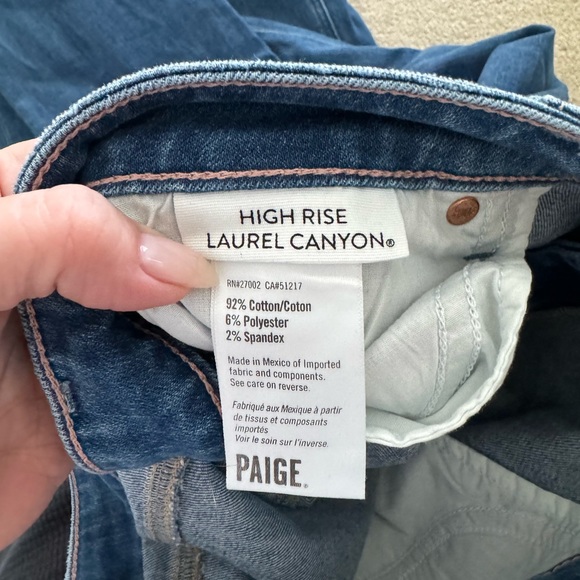 HIGH RISE
LAUREL CANYON®
RN#27002 CA#51217
92% Cotton/Coton
6% Polyester
2% Spandex
Made in Mexico of Imported
fabric and components.
See care on reverse.
Fabriqué aux Mexique à partir
de tissus et composants
importés
Voir le soin sur l'inverse.
PAIGE®